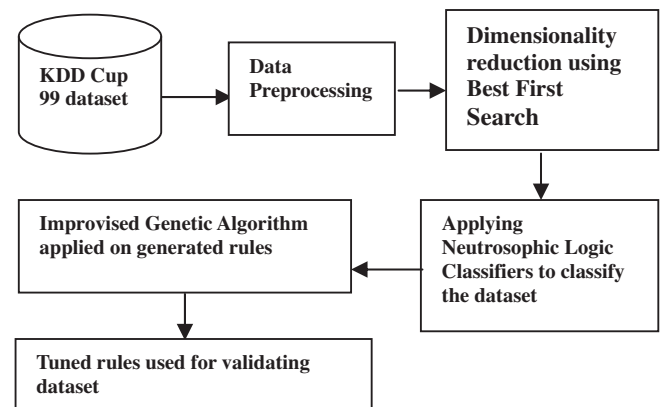 KDD Cup
99 dataset
Data
Preprocessing
Dimensionality
reduction using
Best First
Search
Applying
Neutrosophic Logic
Classifiers to classify
the dataset
Improvised Genetic Algorithm
applied on generated rules
Tuned rules used for validating
dataset